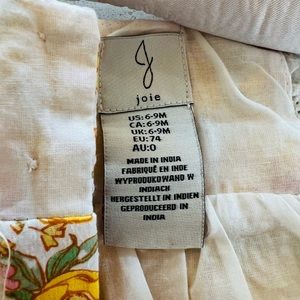 J
joie
US: 6-9M
CA: 6-9M
UK: 6-9M
EU: 74
AU:0
MADE IN INDIA
FABRIQUÉ EN INDE
WYPRODUKOWANO W
INDIACH
HERGESTELLT IN INDIEN
GEPRODUCEERD IN
INDIA